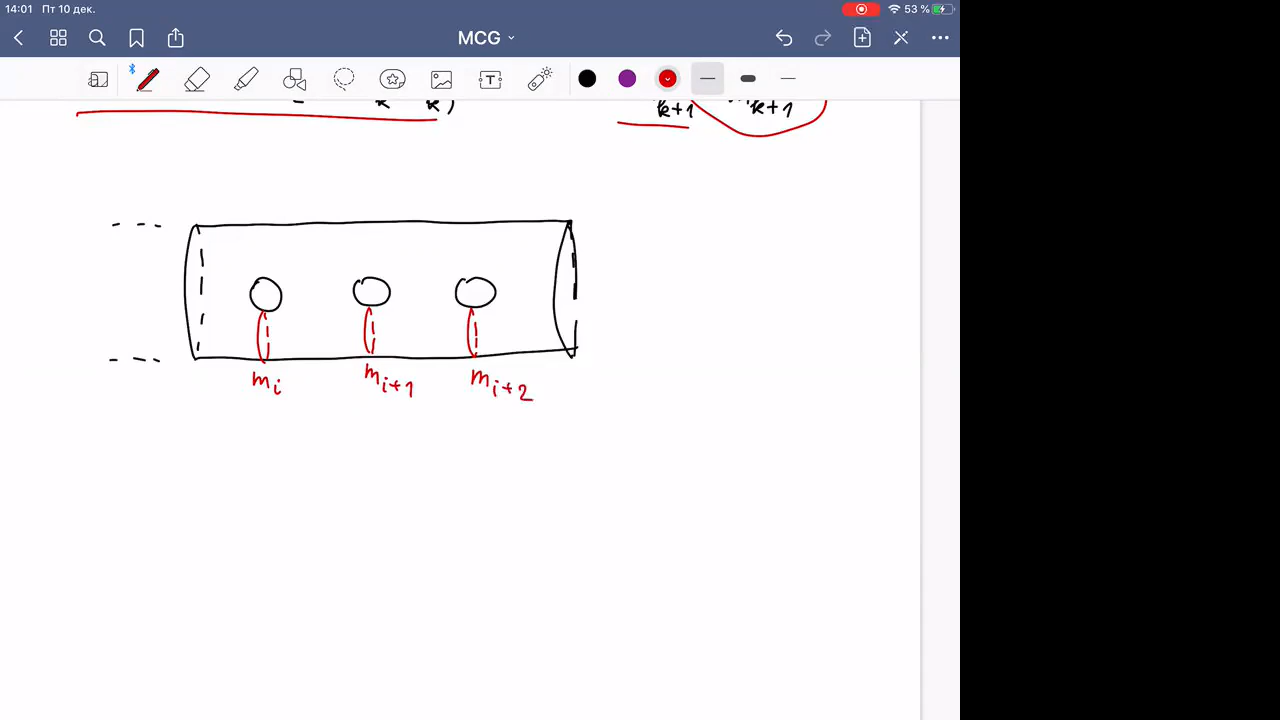 14:01 Пт 10 дек. 53 %
MCG
k k) k+1 k+1
m_i m_{i+1} m_{i+2}